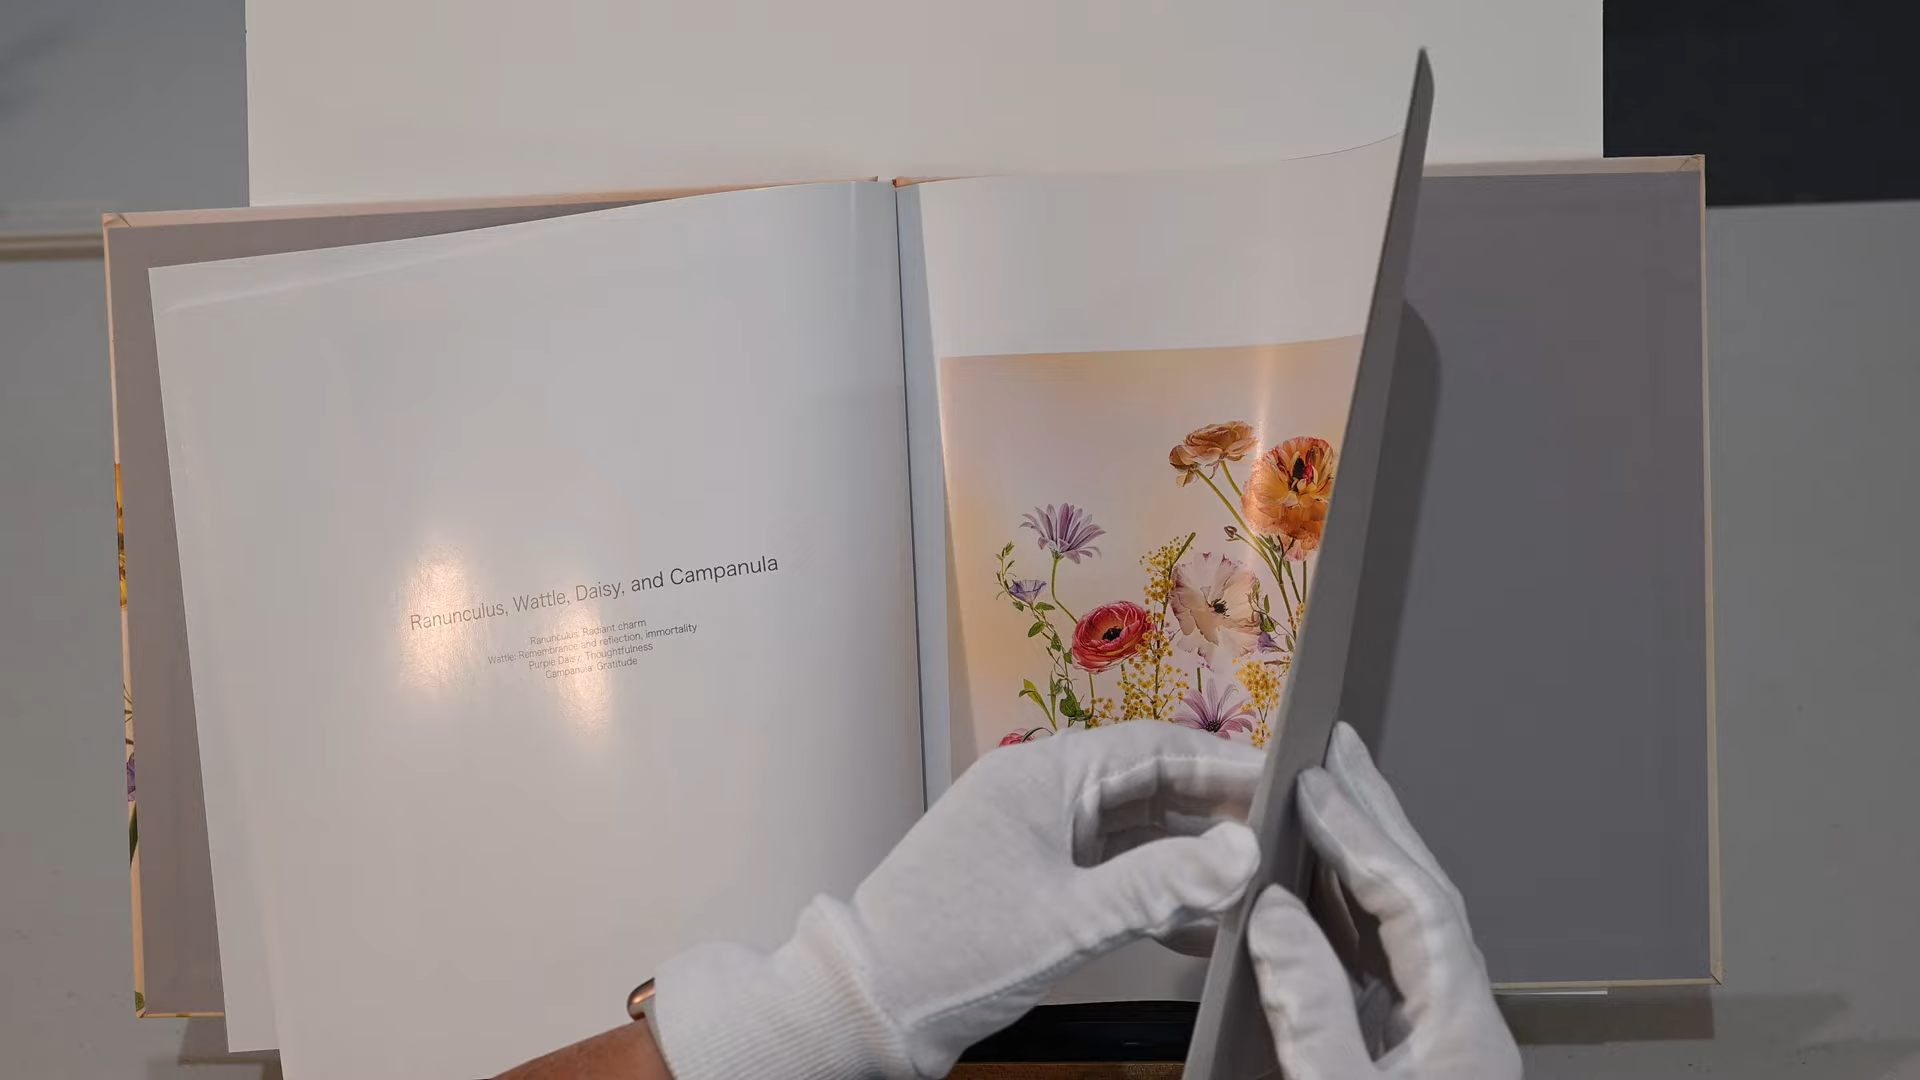 Ranunculus, Wattle, Daisy, and Campanula
Ranunculus: Radiant charm
Wattle: Remembrance and reflection, immortality
Purple Daisy: Thoughtfulness
Campanula: Gratitude